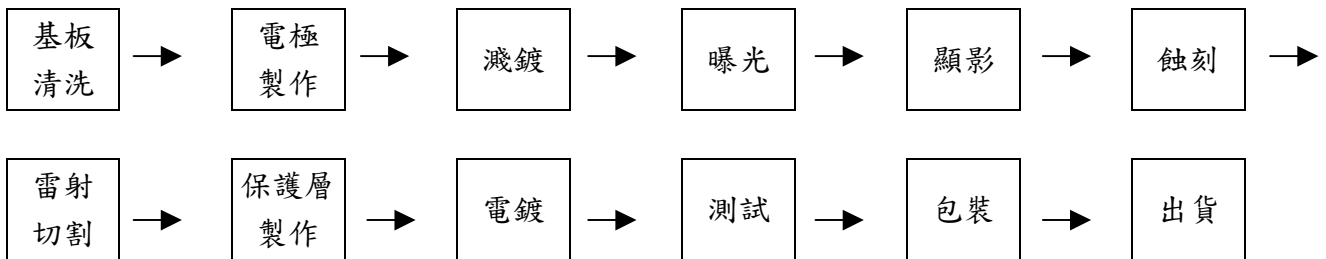 基板
清洗
電極
製作
濺鍍
曝光
顯影
蝕刻
雷射
切割
保護層
製作
電鍍
測試
包裝
出貨